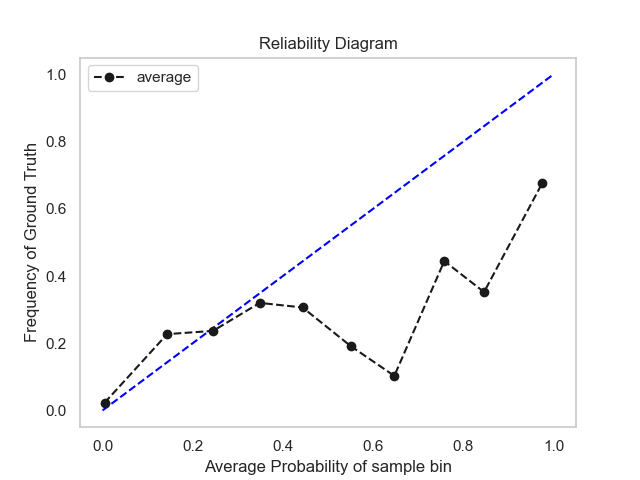 Reliability Diagram
average
Frequency of Ground Truth
1.0
0.8
0.6
0.4
0.2
0.0
0.0 0.2 0.4 0.6 0.8 1.0
Average Probability of sample bin